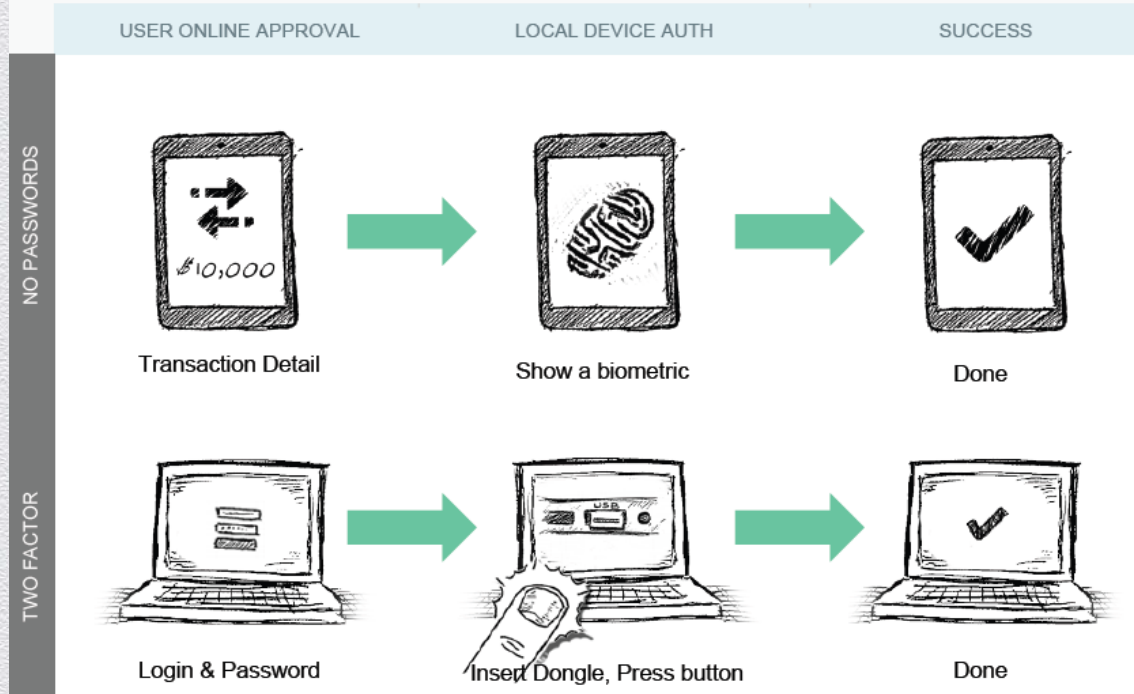 USER ONLINE APPROVAL
LOCAL DEVICE AUTH
SUCCESS
NO PASSWORDS
$10,000
Transaction Detail
Show a biometric
Done
TWO FACTOR
USB
Login & Password
Insert Dongle, Press button
Done